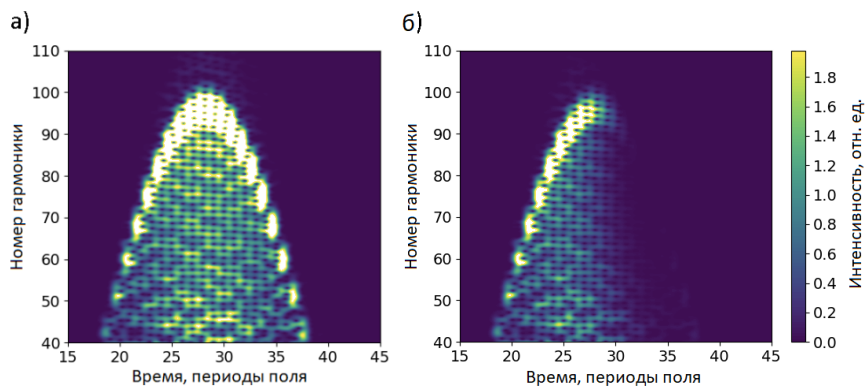 а)
110
100
90
80
70
60
50
40
Номер гармоники
15 20 25 30 35 40 45
Время, периоды поля
б)
110
100
90
80
70
60
50
40
Номер гармоники
15 20 25 30 35 40 45
Время, периоды поля
1.8
1.6
1.4
1.2
1.0
0.8
0.6
0.4
0.2
0.0
Интенсивность, отн. ед.